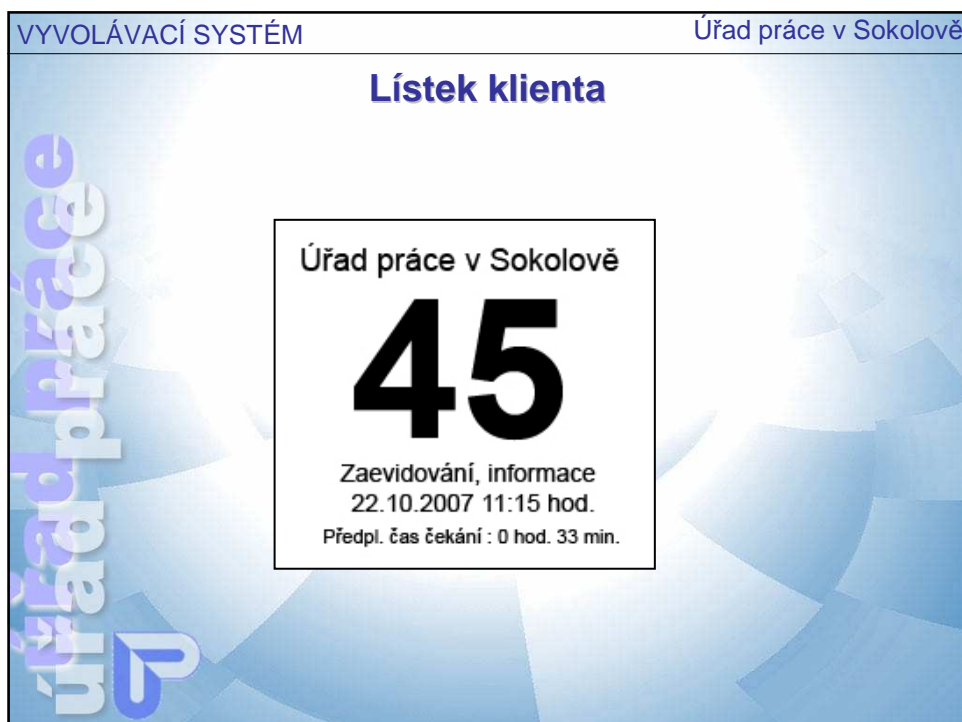 VYVOLÁVACÍ SYSTÉM
Úřad práce v Sokolově
Lístek klienta
úřad práce
úřad práce
Úřad práce v Sokolově
45
Zaevidování, informace
22.10.2007 11:15 hod.
Předpl. čas čekání : 0 hod. 33 min.